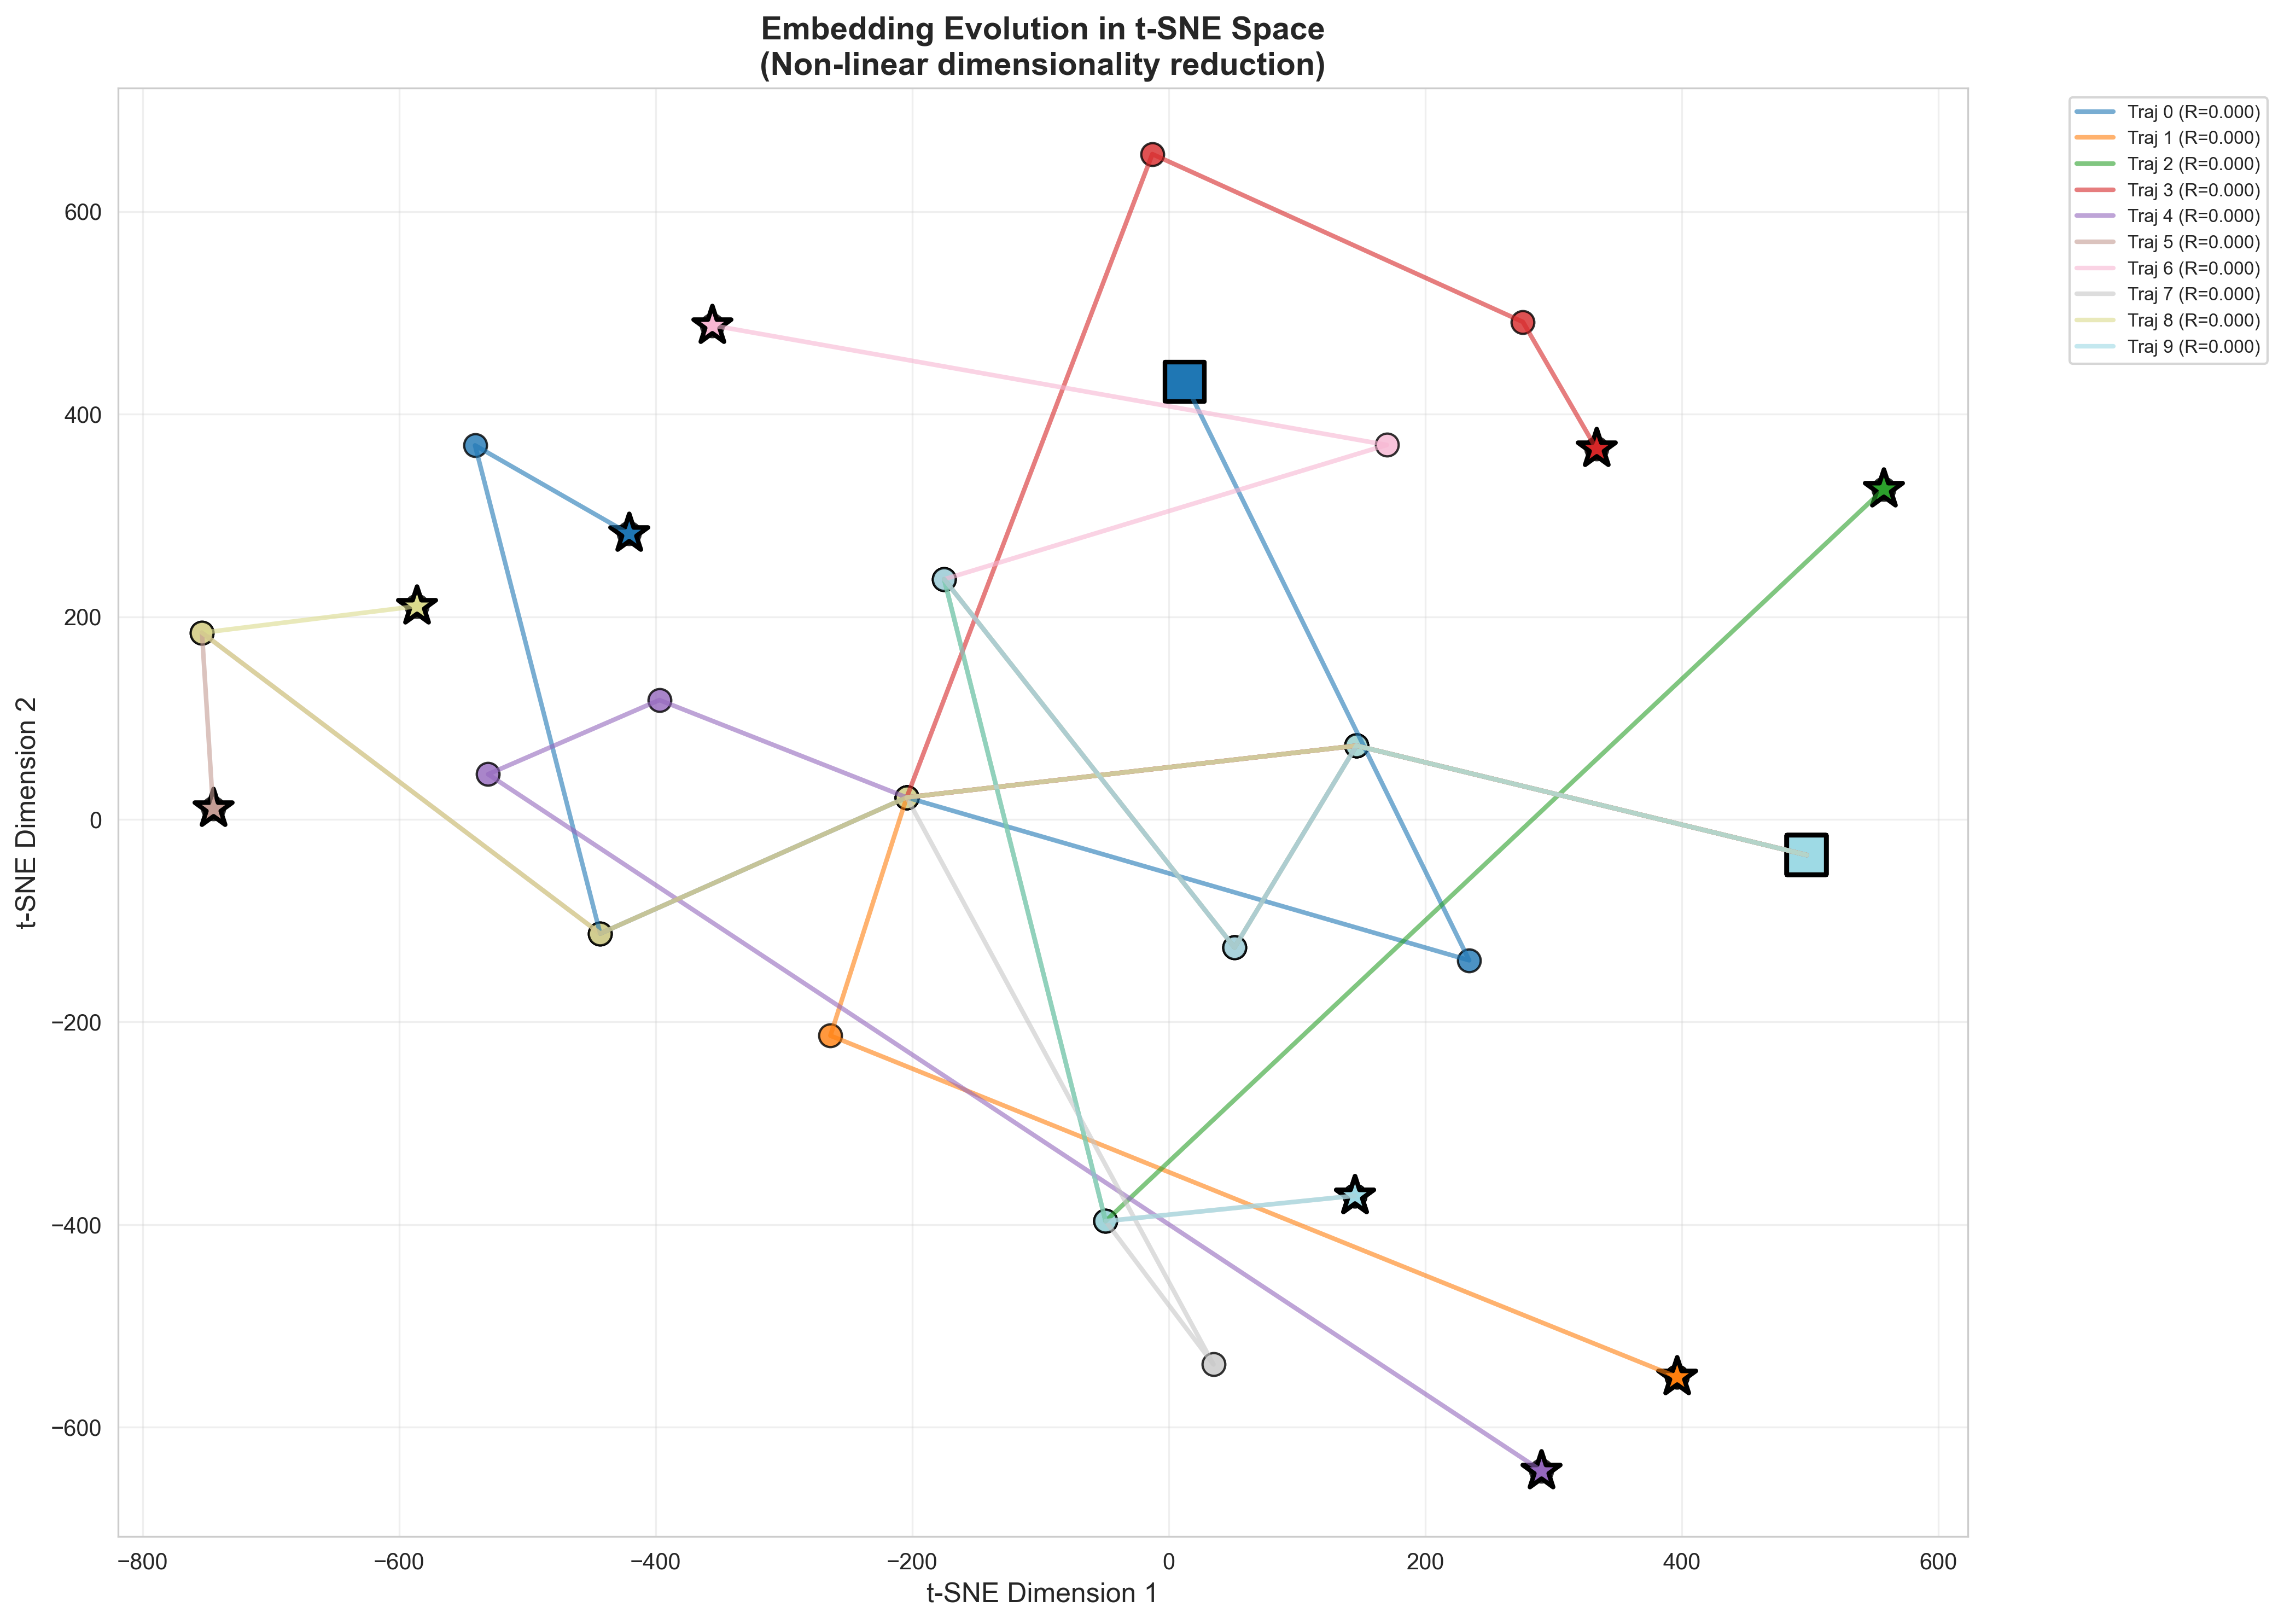 Embedding Evolution in t-SNE Space
(Non-linear dimensionality reduction)
Traj 0 (R=0.000)
Traj 1 (R=0.000)
Traj 2 (R=0.000)
Traj 3 (R=0.000)
Traj 4 (R=0.000)
Traj 5 (R=0.000)
Traj 6 (R=0.000)
Traj 7 (R=0.000)
Traj 8 (R=0.000)
Traj 9 (R=0.000)
t-SNE Dimension 2
600
400
200
0
−200
−400
−600
−800
−600
−400
−200
0
200
400
600
t-SNE Dimension 1